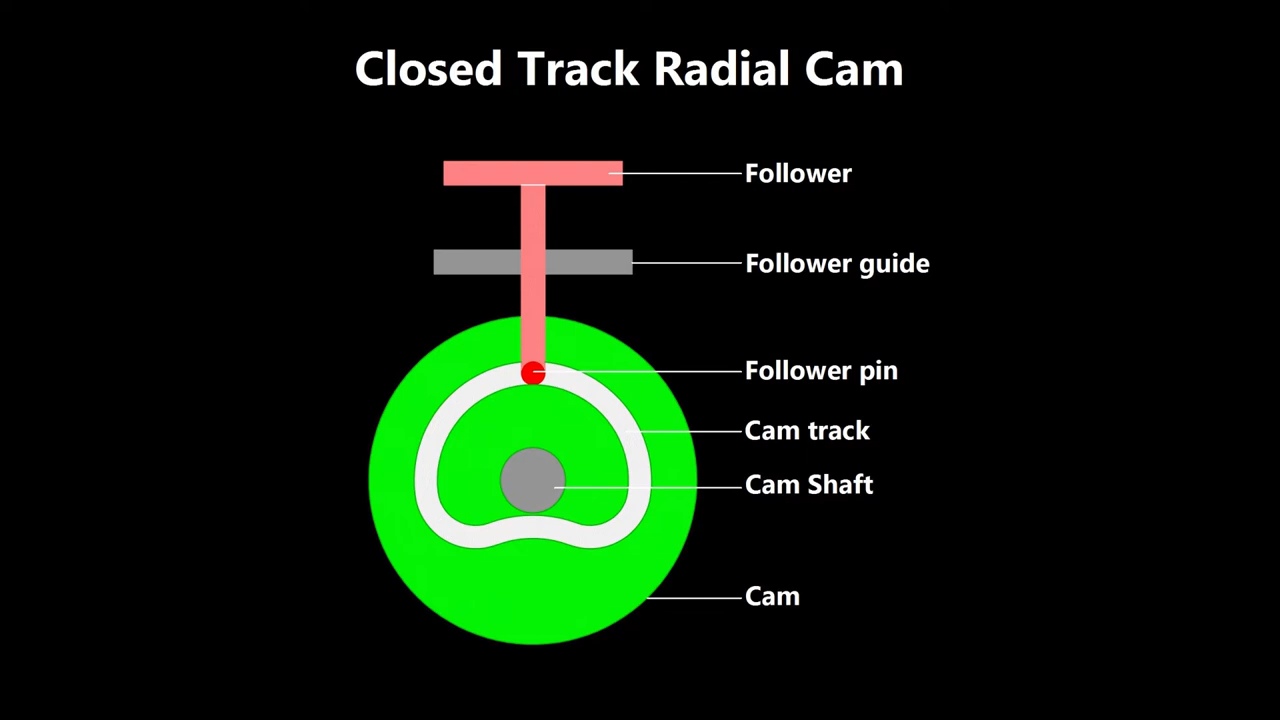 Closed Track Radial Cam
Follower
Follower guide
Follower pin
Cam track
Cam Shaft
Cam